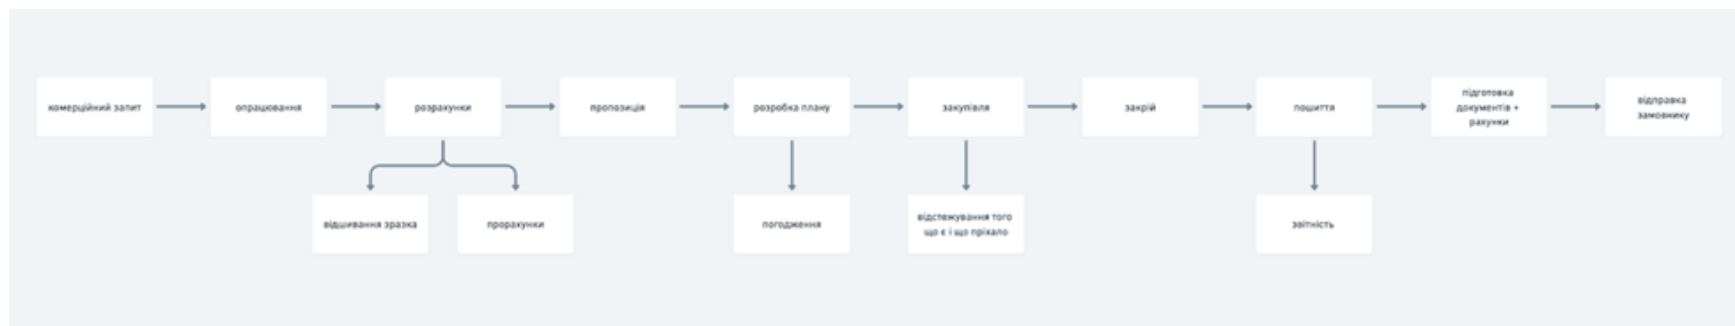 комерційний запит
опрацювання
розрахунки
пропозиція
розробка плану
закупівля
закрій
пошиття
підготовка
документів +
рахунки
відправка
замовнику
відшивання зразка
прорахунки
погодження
відстежування того
що є і що пріхало
звітність